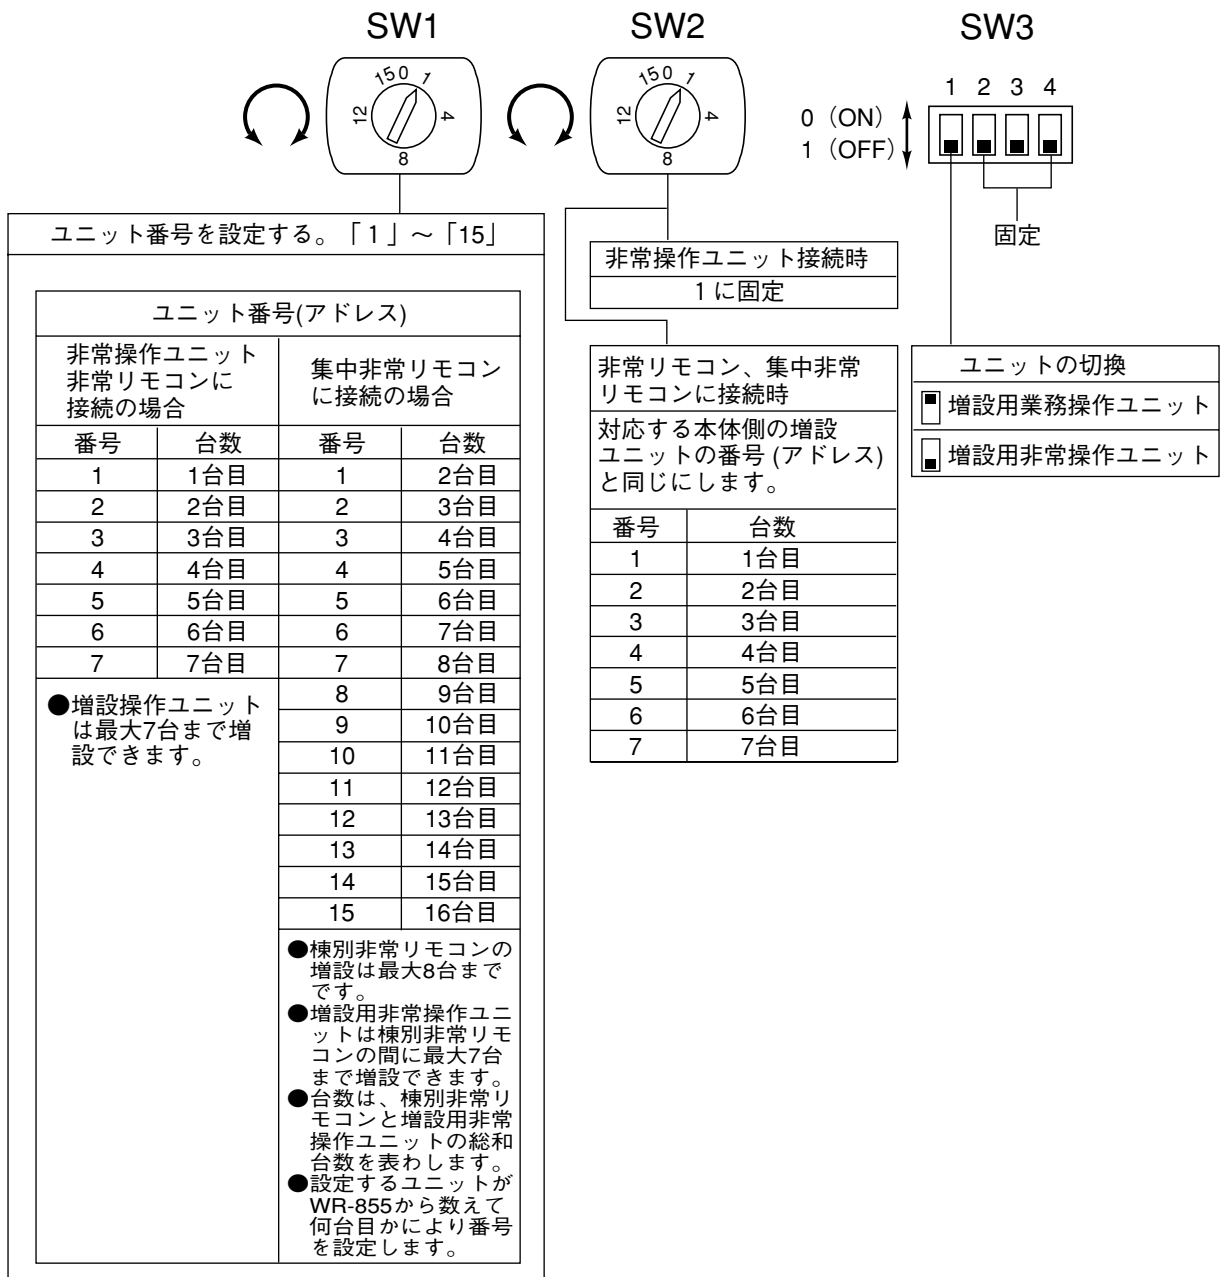 SW1
SW2
SW3
15 0 1
4
8
12
15 0 1
4
8
12
1 2 3 4
0（ON）
1（OFF）
固定
ユニット番号を設定する。「1」～「15」
ユニット番号(アドレス)
非常操作ユニット
非常リモコンに
接続の場合
集中非常リモコン
に接続の場合
番号 台数 番号 台数
1 1台目 1 2台目
2 2台目 2 3台目
3 3台目 3 4台目
4 4台目 4 5台目
5 5台目 5 6台目
6 6台目 6 7台目
7 7台目 7 8台目
8 9台目
9 10台目
10 11台目
11 12台目
12 13台目
13 14台目
14 15台目
15 16台目
●増設操作ユニット
は最大7台まで増
設できます。
●棟別非常リモコンの
増設は最大8台まで
です。
●増設用非常操作ユニ
ットは棟別非常リモ
コンの間に最大7台
まで増設できます。
●台数は、棟別非常リ
モコンと増設用非常
操作ユニットの総和
台数を表わします。
●設定するユニットが
WR-855から数えて
何台目かにより番号
を設定します。
非常操作ユニット接続時
1に固定
非常リモコン、集中非常
リモコンに接続時
対応する本体側の増設
ユニットの番号(アドレス)
と同じにします。
番号 台数
1 1台目
2 2台目
3 3台目
4 4台目
5 5台目
6 6台目
7 7台目
ユニットの切換
増設用業務操作ユニット
増設用非常操作ユニット